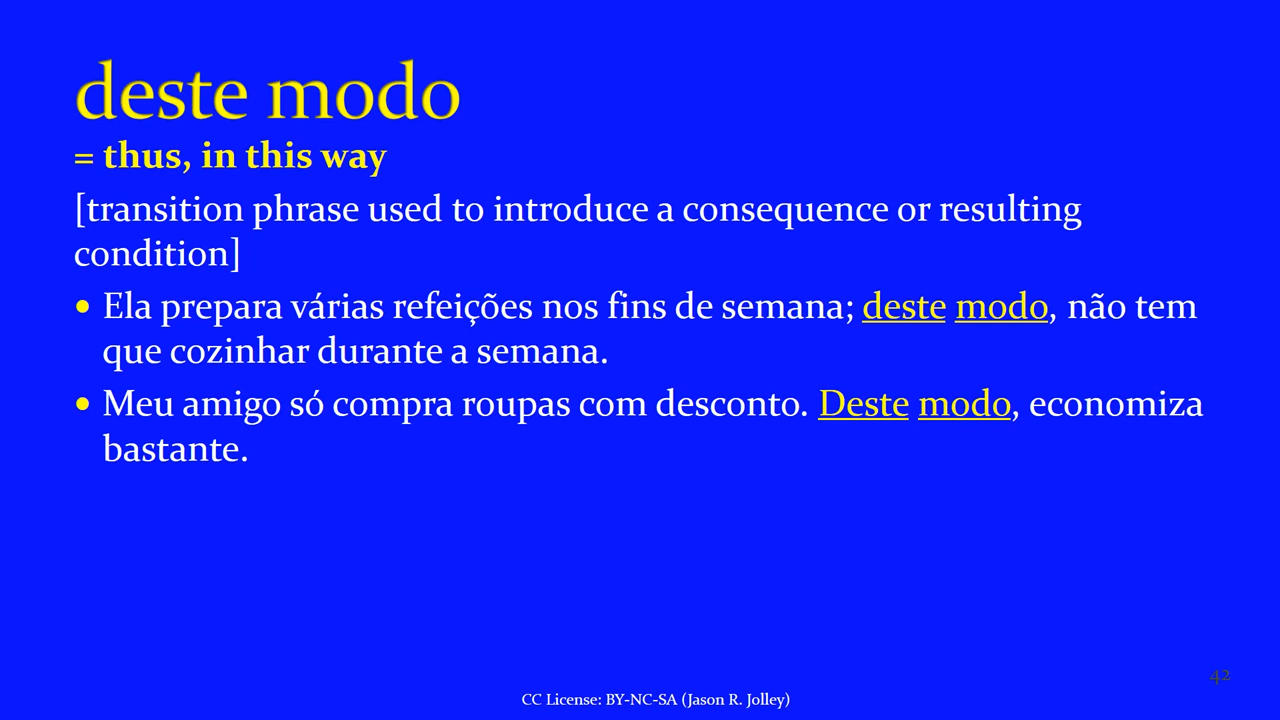 deste modo
= thus, in this way
[transition phrase used to introduce a consequence or resulting
condition]
• Ela prepara várias refeições nos fins de semana; deste modo, não tem
que cozinhar durante a semana.
• Meu amigo só compra roupas com desconto. Deste modo, economiza
bastante.
42
CC License: BY-NC-SA (Jason R. Jolley)